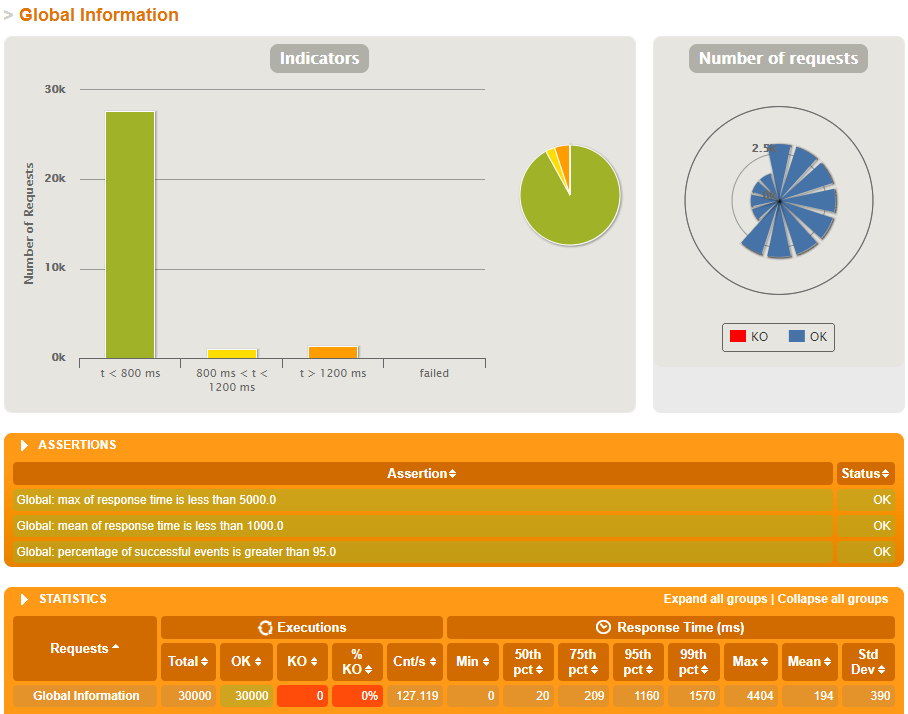 > Global Information
Indicators
Number of requests
30k
20k
10k
0k
Number of Requests
t < 800 ms
800 ms < t <
1200 ms
t > 1200 ms
failed
2.5k
KO
OK
ASSERTIONS
Assertion
Status
Global: max of response time is less than 5000.0
OK
Global: mean of response time is less than 1000.0
OK
Global: percentage of successful events is greater than 95.0
OK
STATISTICS
Expand all groups | Collapse all groups
Requests
Executions
Response Time (ms)
Total
OK
KO
%
KO
Cnt/s
Min
50th
pct
75th
pct
95th
pct
99th
pct
Max
Mean
Std
Dev
Global Information
30000
30000
0
0%
127.119
0
20
209
1160
1570
4404
194
390